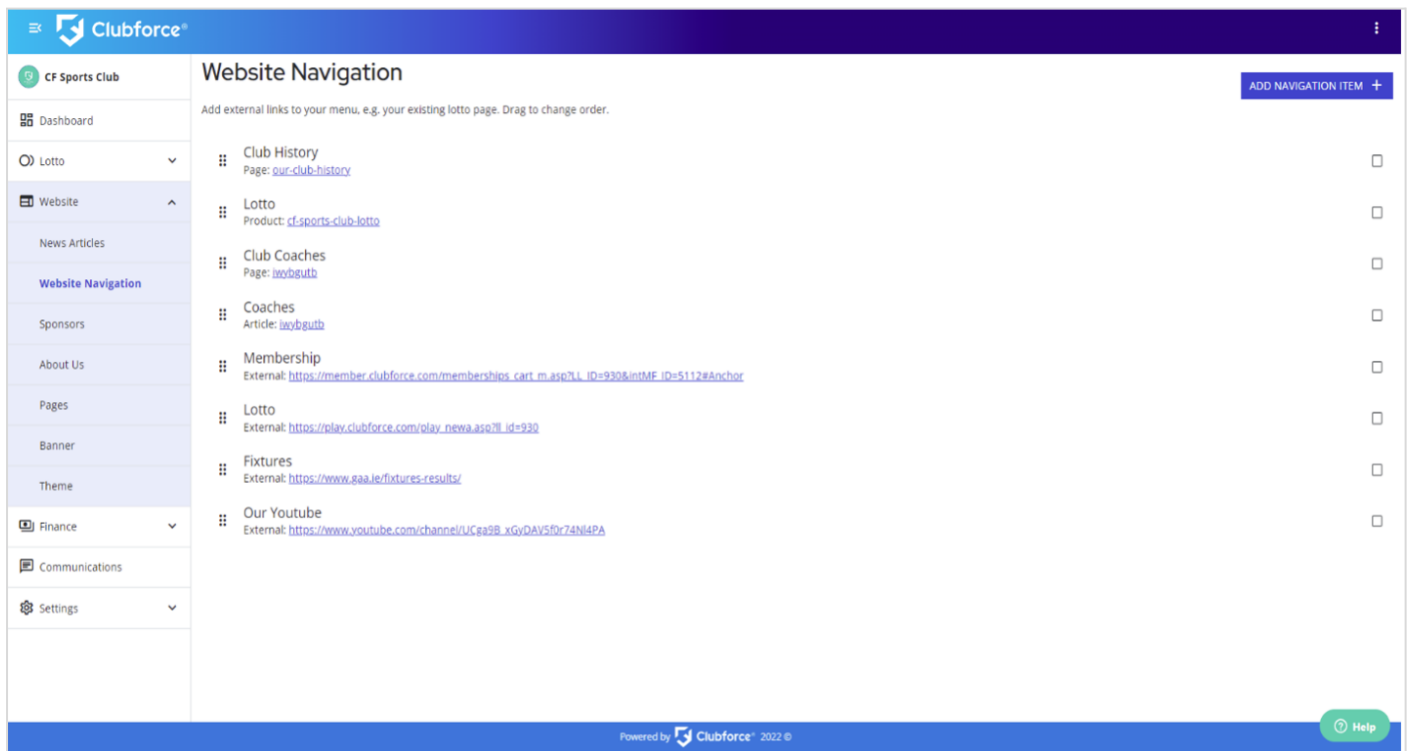 Clubforce®
CF Sports Club
Dashboard
Lotto
Website
News Articles
Website Navigation
Sponsors
About Us
Pages
Banner
Theme
Finance
Communications
Settings
Website Navigation
ADD NAVIGATION ITEM +
Add external links to your menu, e.g. your existing lotto page. Drag to change order.
Club History
Page: our-club-history
Lotto
Product: cf-sports-club-lotto
Club Coaches
Page: iwybgutb
Coaches
Article: iwybgutb
Membership
External: https://member.clubforce.com/memberships_cart_m.asp?LL_ID=930&intMF_ID=5112#Anchor
Lotto
External: https://play.clubforce.com/play_newa.asp?ll_id=930
Fixtures
External: https://www.gaa.ie/fixtures-results/
Our Youtube
External: https://www.youtube.com/channel/UCga9B_xGyDAV5f0r74Nl4PA
Powered by Clubforce® 2022 ©
Help